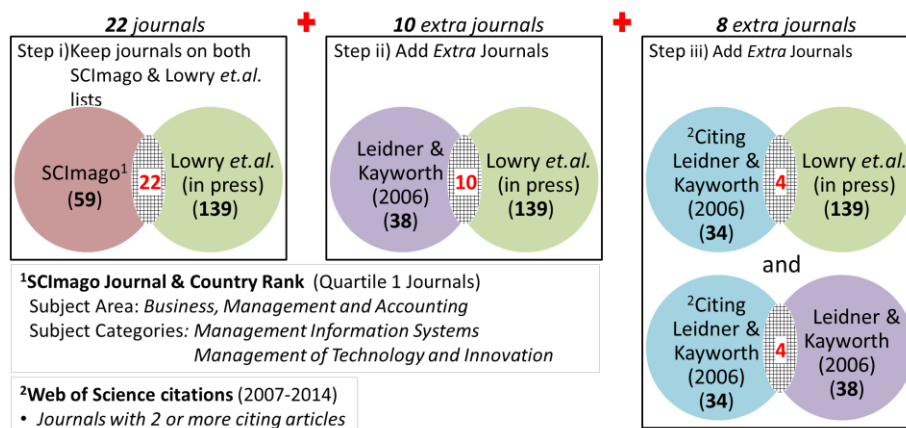 22 journals
+
10 extra journals
+
8 extra journals
Step i)Keep journals on both
SCImago & Lowry et.al.
lists
SCImago1
(59)
22
Lowry et.al.
(in press)
(139)
Step ii) Add Extra Journals
Leidner &
Kayworth
(2006)
(38)
10
Lowry et.al.
(in press)
(139)
Step iii) Add Extra Journals
2Citing
Leidner &
Kayworth
(2006)
(34)
4
Lowry et.al.
(in press)
(139)
and
2Citing
Leidner &
Kayworth
(2006)
(34)
4
Leidner &
Kayworth
(2006)
(38)
1SCImago Journal & Country Rank (Quartile 1 Journals)
Subject Area: Business, Management and Accounting
Subject Categories: Management Information Systems
Management of Technology and Innovation
2Web of Science citations (2007-2014)
• Journals with 2 or more citing articles